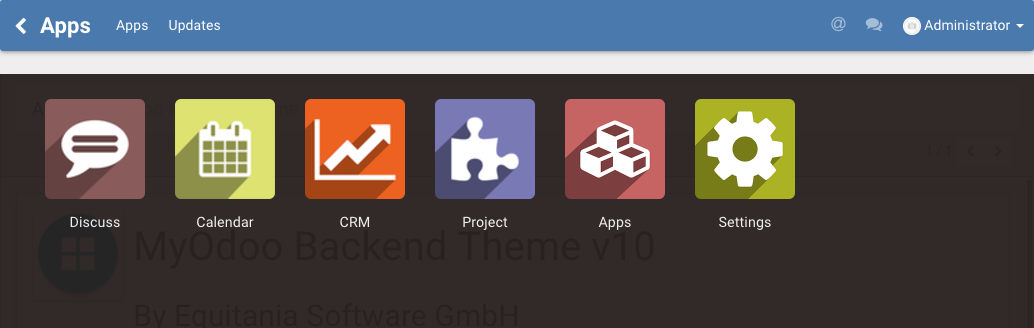 Apps Apps Updates @ Administrator
Discuss Calendar CRM Project Apps Settings
MyOdoo Backend Theme v10
By Equitania Software GmbH